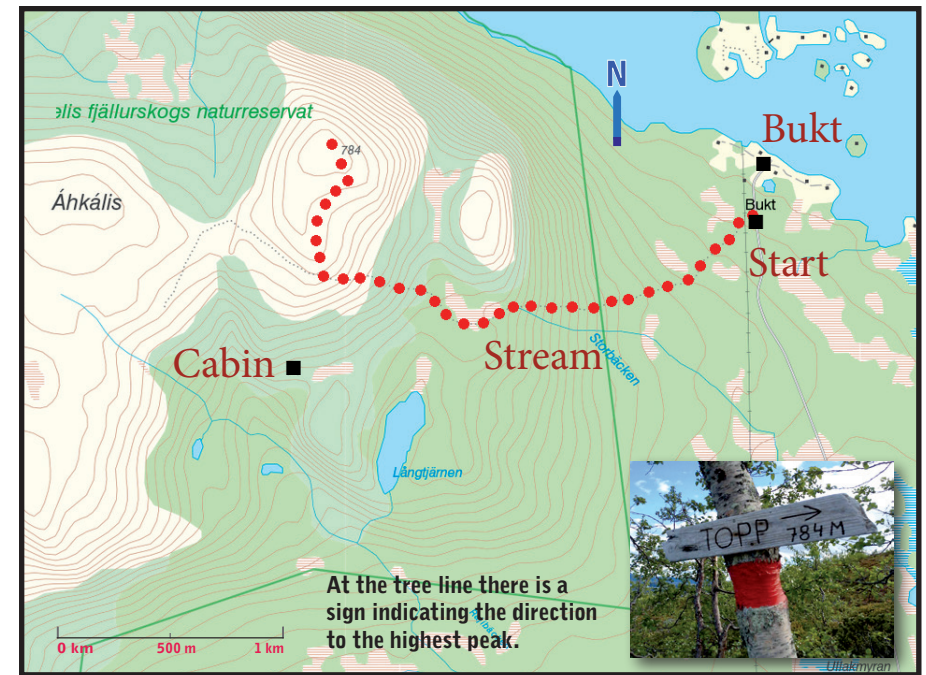 N
Bukt
elis fjällurskogs naturreservat
784
Áhkális
Bukt
Start
Stream
Storbäcken
Cabin
Långtjärnen
TOPP →
784 M
At the tree line there is a
sign indicating the direction
to the highest peak.
0 km 500 m 1 km
Ullakmyran